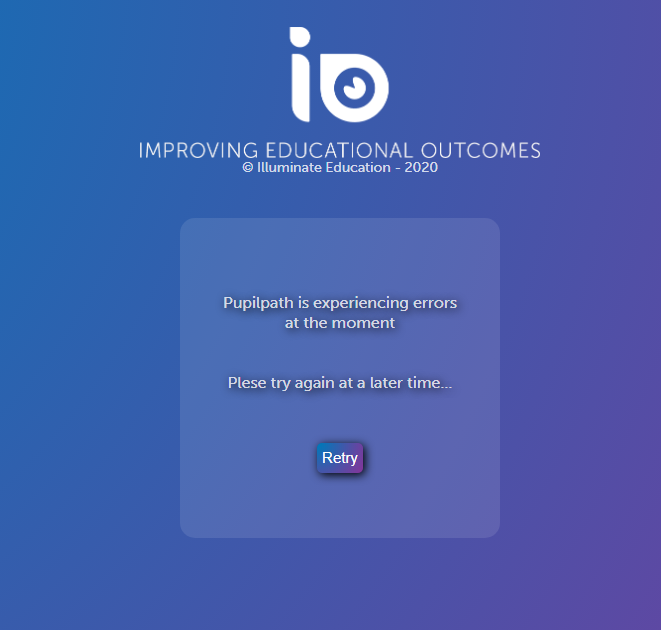 io
IMPROVING EDUCATIONAL OUTCOMES
© Illuminate Education - 2020
Pupilpath is experiencing errors
at the moment
Plese try again at a later time...
Retry